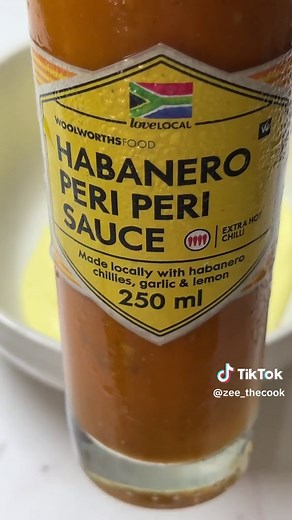 loveLOCAL
WOOLWORTHSFOOD
W
HABANERO
PERI PERI
SAUCE
EXTRA HOT
CHILLI
Made locally with habanero
chillies, garlic & lemon
250 ml
TikTok
@zee_thecook